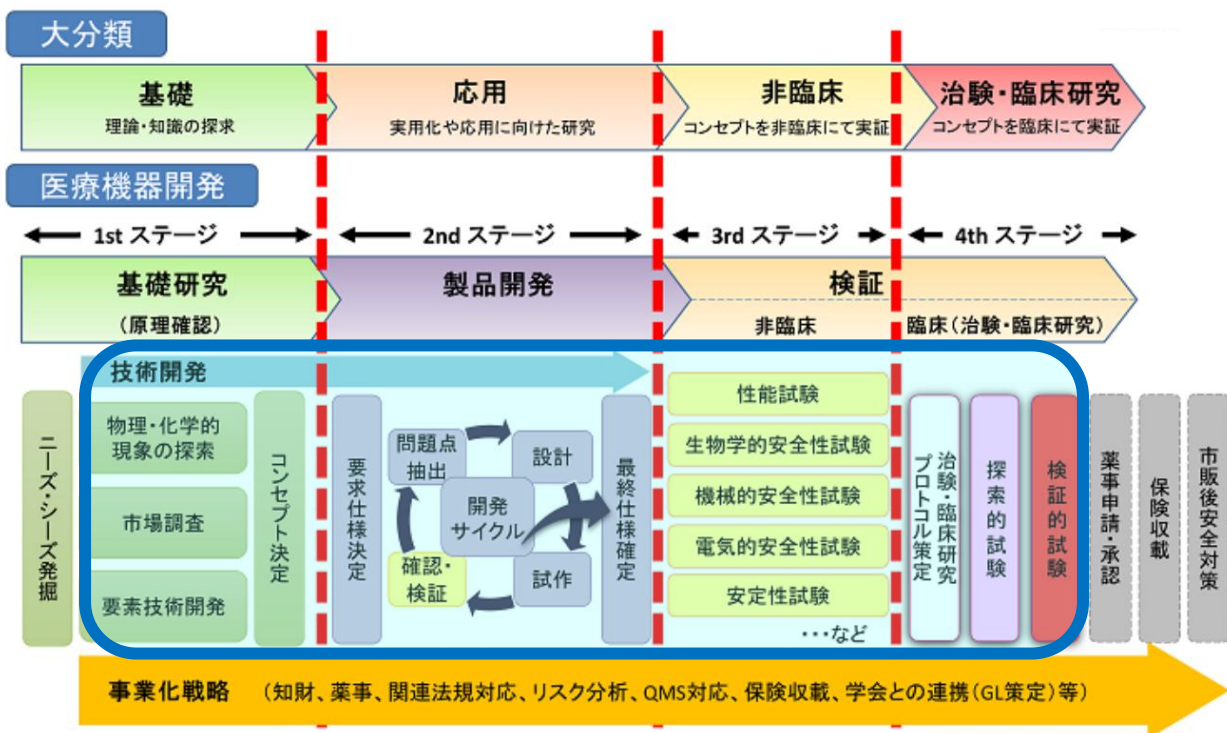 大分類
基礎
理論・知識の探求
応用
実用化や応用に向けた研究
非臨床
コンセプトを非臨床にて実証
治験・臨床研究
コンセプトを臨床にて実証
医療機器開発
1st ステージ
2nd ステージ
3rd ステージ
4th ステージ
基礎研究
(原理確認)
製品開発
検証
非臨床
臨床(治験・臨床研究)
技術開発
ニーズ・シーズ発掘
物理・化学的
現象の探索
市場調査
要素技術開発
コンセプト決定
要求仕様決定
問題点
抽出
設計
開発
サイクル
確認・
検証
試作
最終仕様確定
性能試験
生物学的安全性試験
機械的安全性試験
電気的安全性試験
安定性試験
・・・など
治験・臨床研究
プロトコル策定
探索的試験
検証的試験
薬事申請・承認
保険収載
市販後安全対策
事業化戦略 (知財、薬事、関連法規対応、リスク分析、QMS対応、保険収載、学会との連携(GL策定)等)